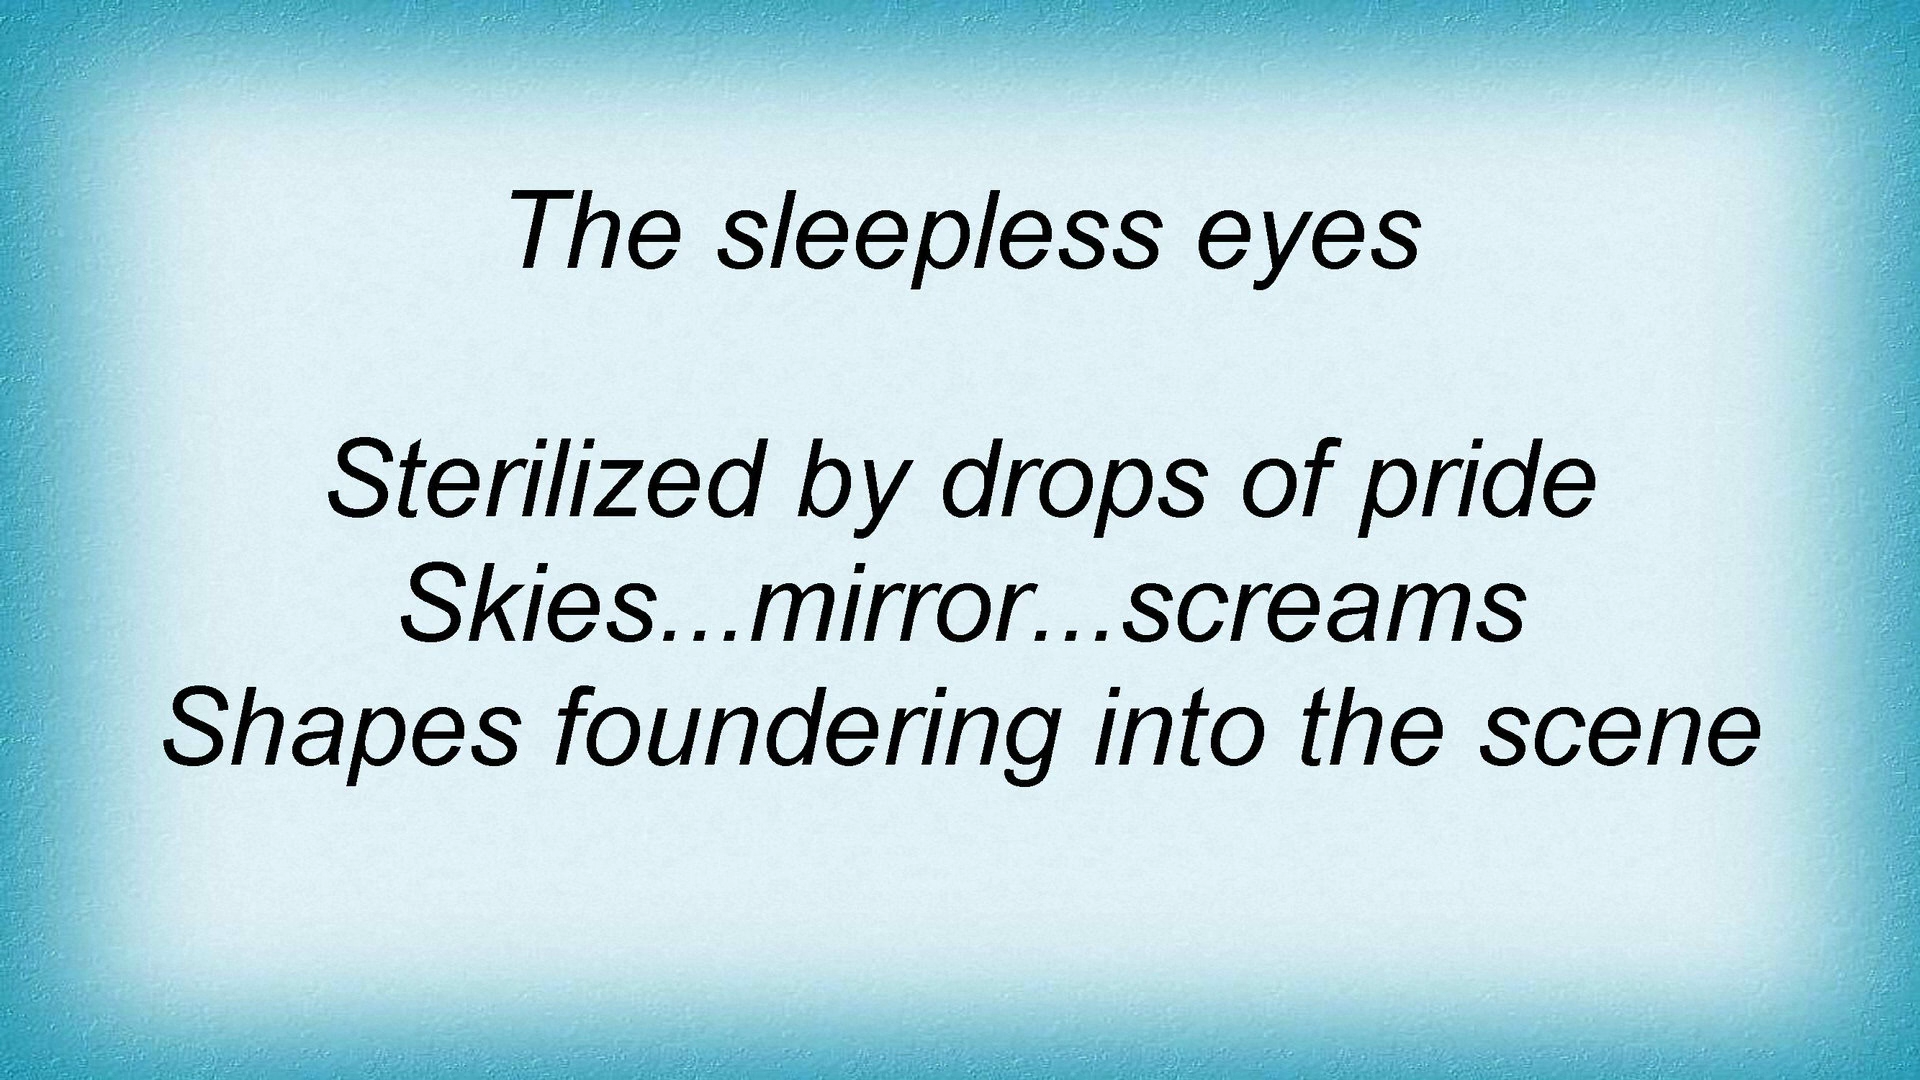 The sleepless eyes
Sterilized by drops of pride
Skies...mirror...screams
Shapes foundering into the scene